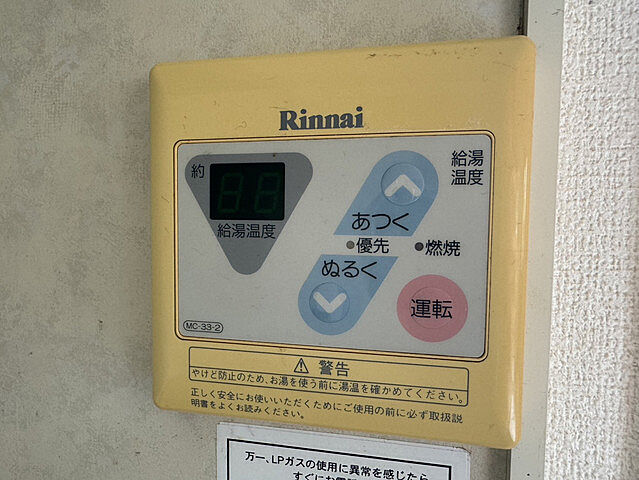 Rinnai
約
給湯温度
給湯
温度
あつく
優先
燃焼
ぬるく
運転
MC-33-2
警告
やけど防止のため、お湯を使う前に湯温を確かめてください。
正しく安全にお使いいただくためにご使用の前に必ず取扱説
明書をよくお読みください。
万一、LPガスの使用に異常を感じたら
すぐにお